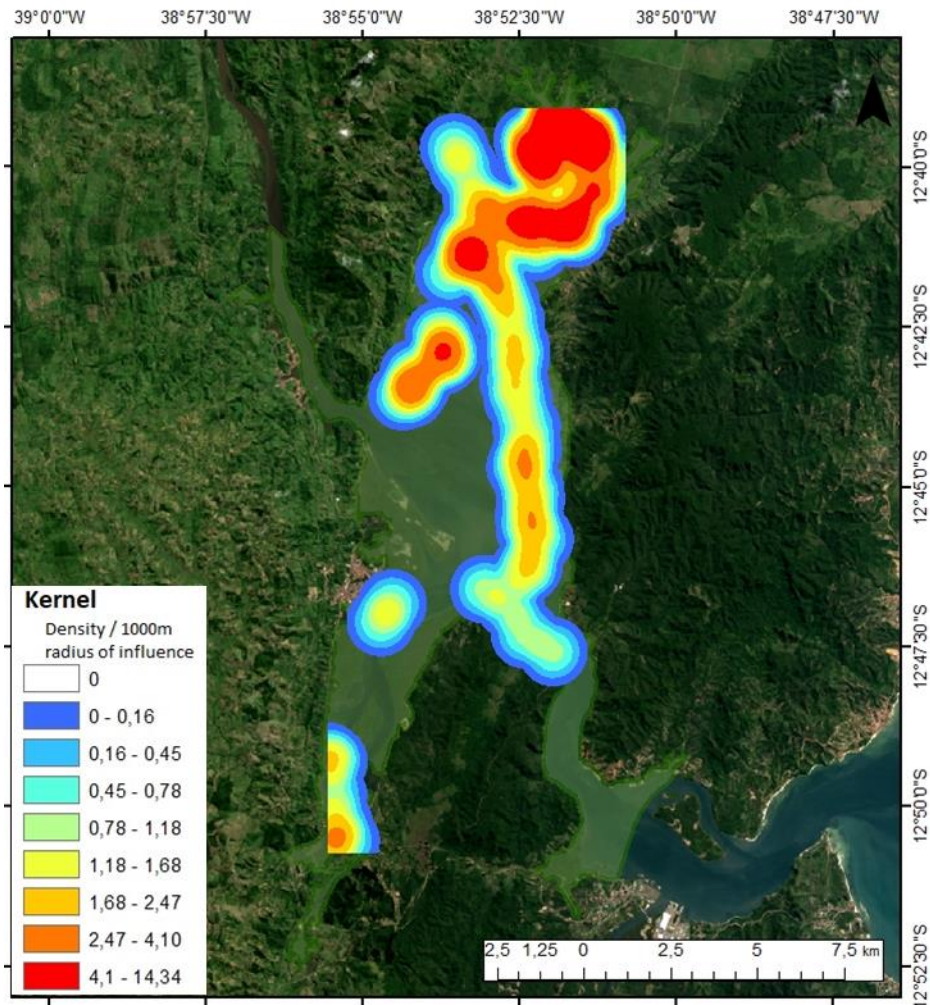 39°0'0"W 38°57'30"W 38°55'0"W 38°52'30"W 38°50'0"W 38°47'30"W
12°40'0"S
12°42'30"S
12°45'0"S
12°47'30"S
12°50'0"S
12°52'30"S
Kernel
Density / 1000m
radius of influence
0
0 - 0,16
0,16 - 0,45
0,45 - 0,78
0,78 - 1,18
1,18 - 1,68
1,68 - 2,47
2,47 - 4,10
4,1 - 14,34
2,5 1,25 0 2,5 5 7,5 km